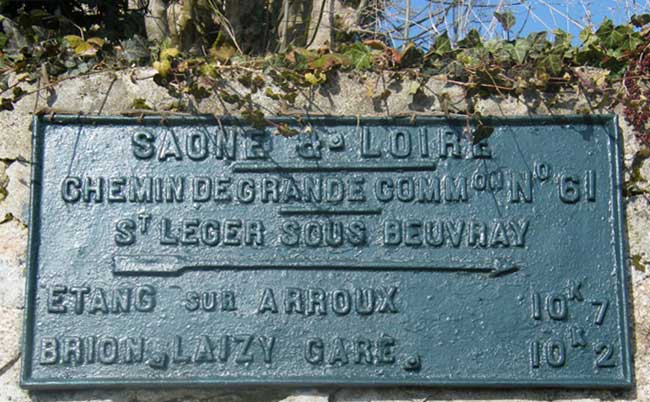 SAONE & LOIRE
CHEMIN DE GRANDE COMMON NO 61
ST LEGER SOUS BEUVRAY
ETANG SUR ARROUX 10K7
BRION LAIZY GARE 10K2